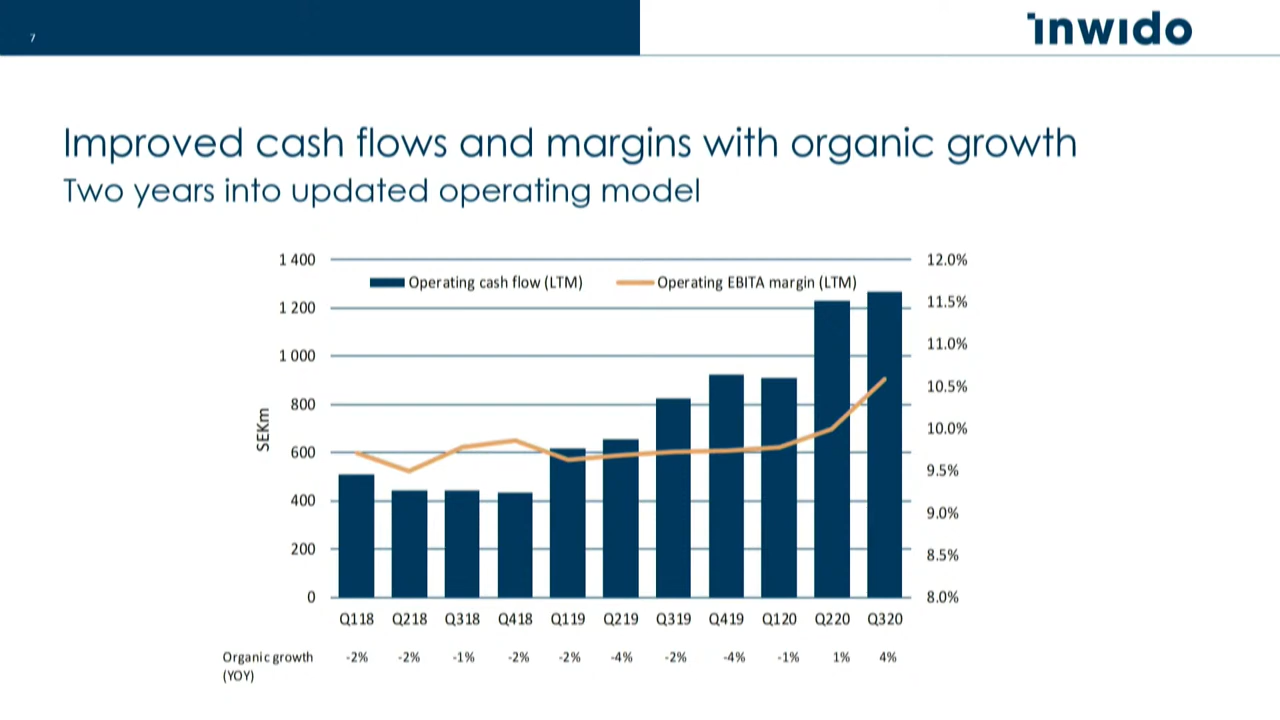 7
inwido
Improved cash flows and margins with organic growth
Two years into updated operating model
1 400
1 200
1 000
800
600
400
200
0
SEKm
Operating cash flow (LTM) Operating EBITA margin (LTM)
12.0%
11.5%
11.0%
10.5%
10.0%
9.5%
9.0%
8.5%
8.0%
Q118 Q218 Q318 Q418 Q119 Q219 Q319 Q419 Q120 Q220 Q320
Organic growth -2% -2% -1% -2% -2% -4% -2% -4% -1% 1% 4%
(YOY)